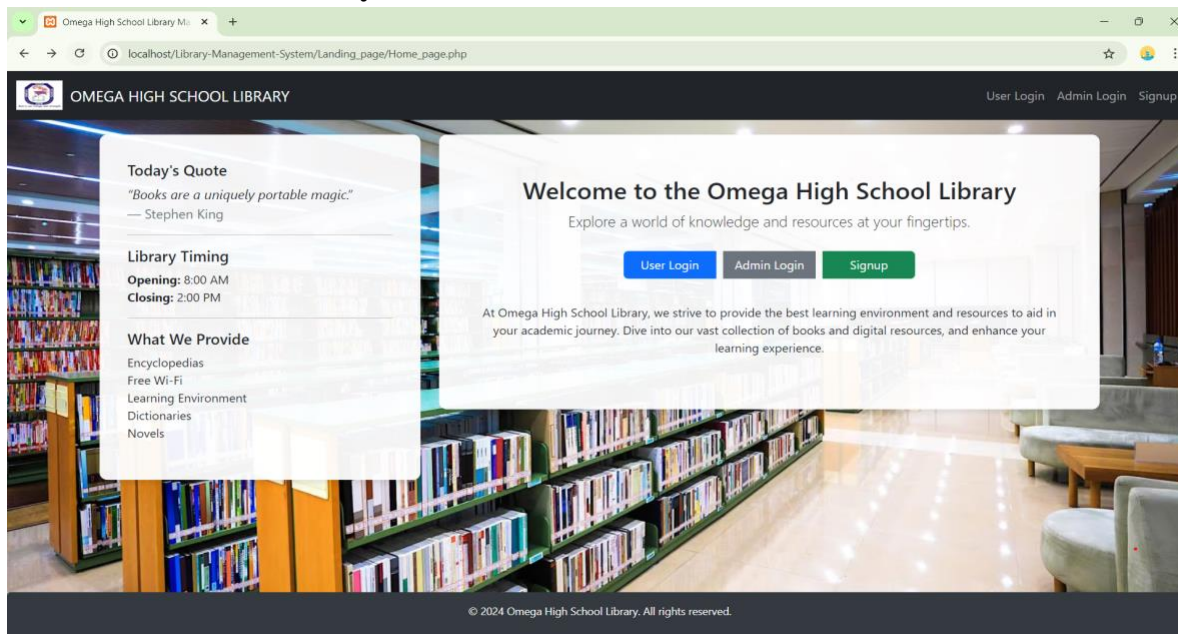 Omega High School Library Ma
localhost/Library-Management-System/Landing_page/Home_page.php
OMEGA HIGH SCHOOL LIBRARY
User Login Admin Login Signup
Today's Quote
"Books are a uniquely portable magic."
— Stephen King
Library Timing
Opening: 8:00 AM
Closing: 2:00 PM
What We Provide
Encyclopedias
Free Wi-Fi
Learning Environment
Dictionaries
Novels
Welcome to the Omega High School Library
Explore a world of knowledge and resources at your fingertips.
User Login Admin Login Signup
At Omega High School Library, we strive to provide the best learning environment and resources to aid in
your academic journey. Dive into our vast collection of books and digital resources, and enhance your
learning experience.
© 2024 Omega High School Library. All rights reserved.